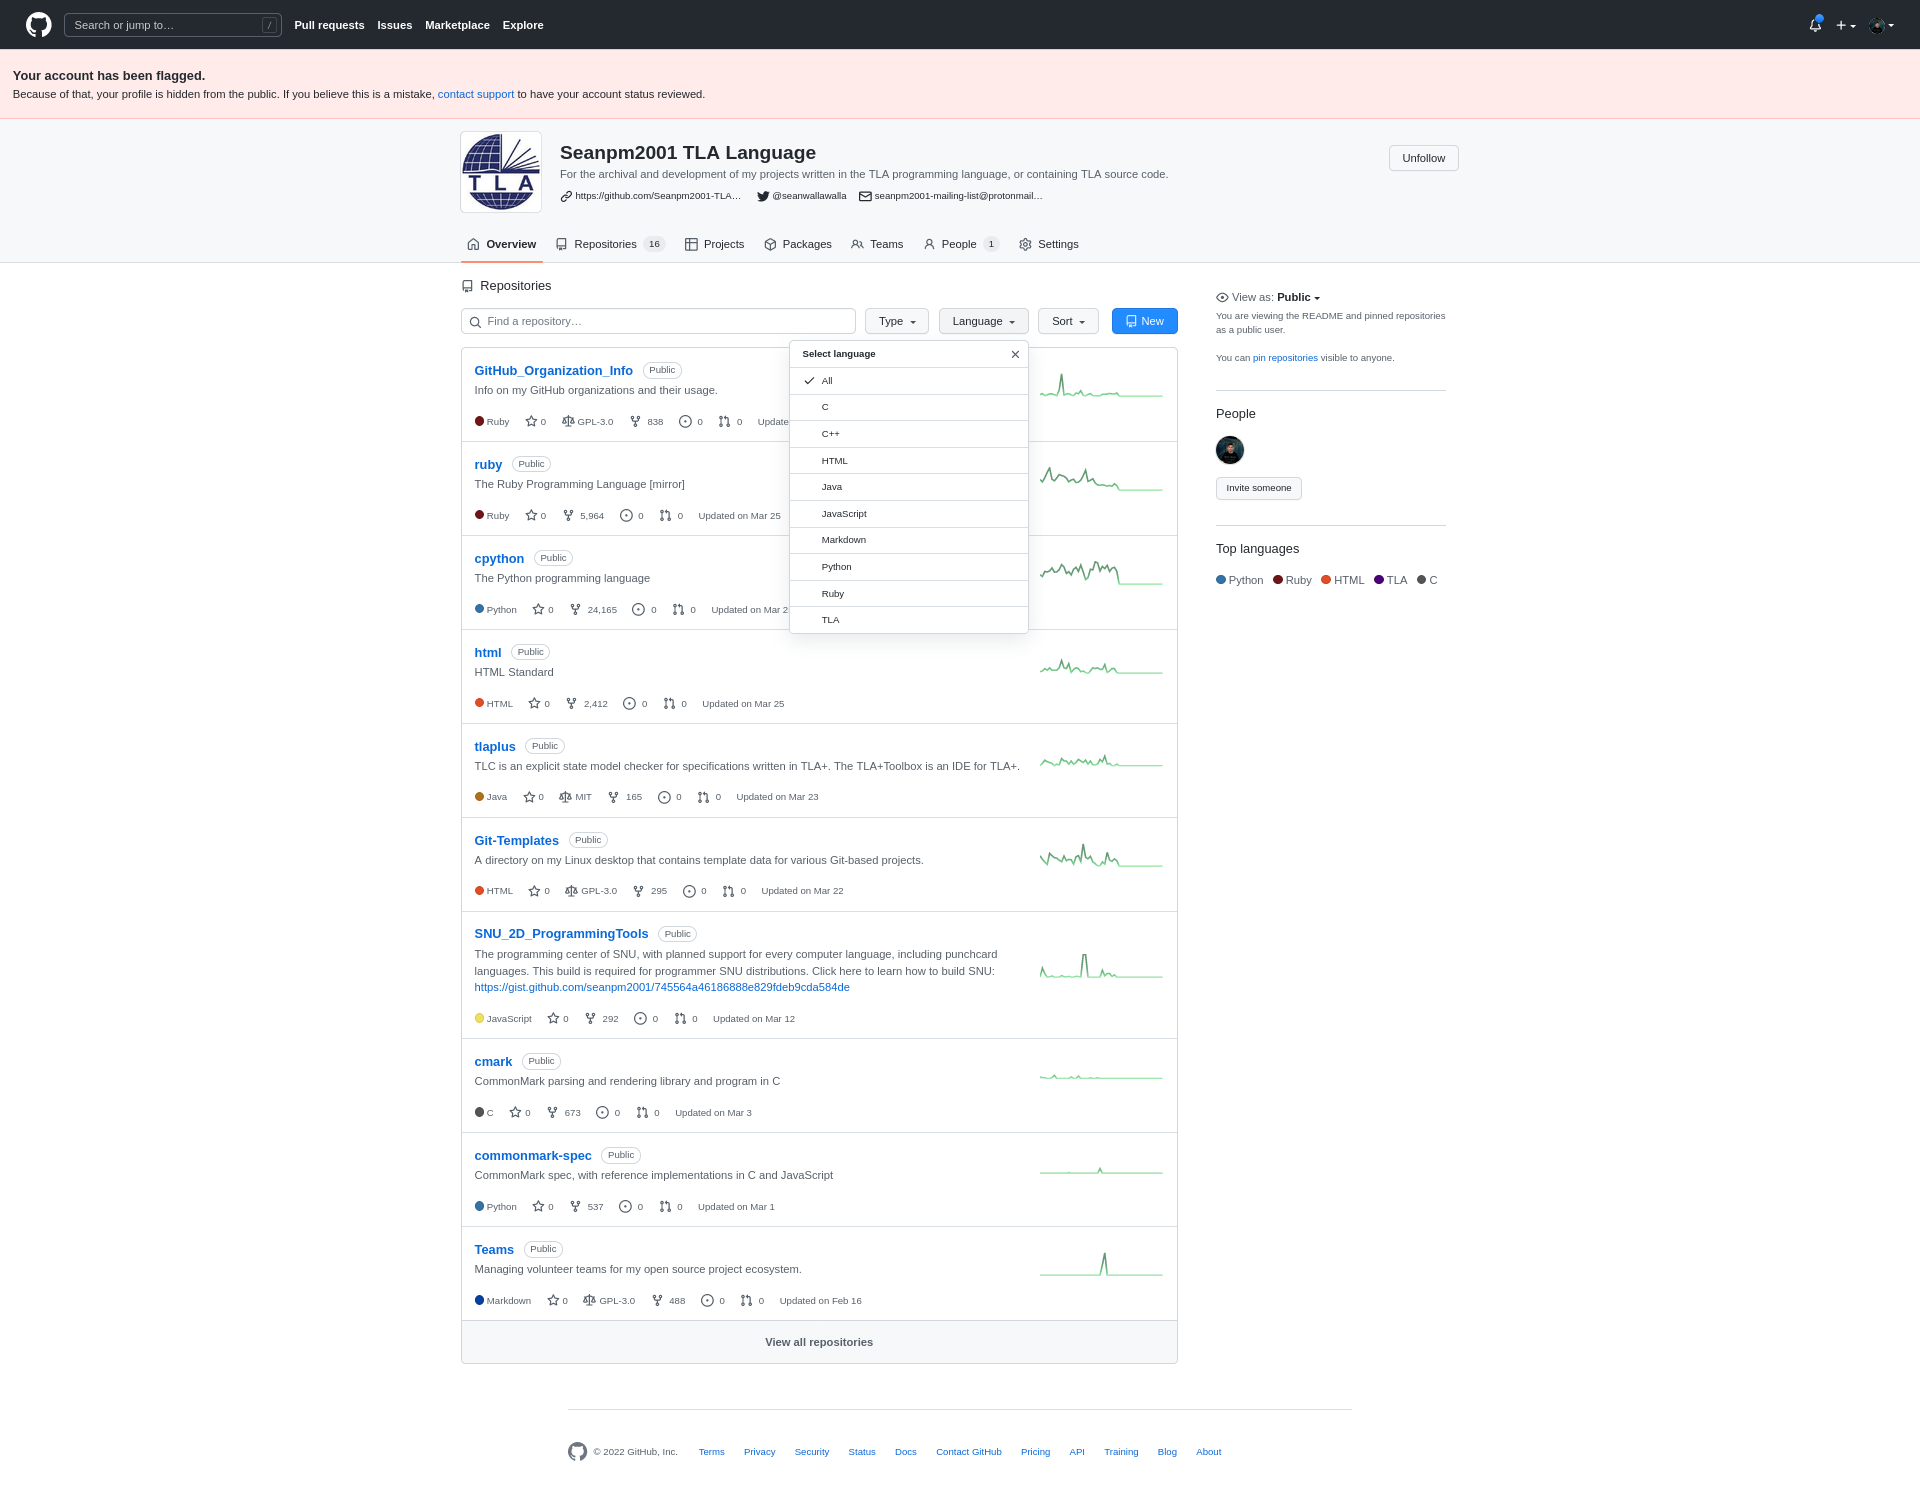 Search or jump to… /
Pull requests Issues Marketplace Explore
Your account has been flagged.
Because of that, your profile is hidden from the public. If you believe this is a mistake, contact support to have your account status reviewed.
TLA
Seanpm2001 TLA Language
For the archival and development of my projects written in the TLA programming language, or containing TLA source code.
https://github.com/Seanpm2001-TLA… @seanwallawalla seanpm2001-mailing-list@protonmail…
Unfollow
Overview Repositories 16 Projects Packages Teams People 1 Settings
Repositories
Find a repository… Type Language Sort New
Select language
All
C
C++
HTML
Java
JavaScript
Markdown
Python
Ruby
TLA
GitHub_Organization_Info Public
Info on my GitHub organizations and their usage.
Ruby 0 GPL-3.0 838 0 0 Update
ruby Public
The Ruby Programming Language [mirror]
Ruby 0 5,964 0 0 Updated on Mar 25
cpython Public
The Python programming language
Python 0 24,165 0 0 Updated on Mar 2
html Public
HTML Standard
HTML 0 2,412 0 0 Updated on Mar 25
tlaplus Public
TLC is an explicit state model checker for specifications written in TLA+. The TLA+Toolbox is an IDE for TLA+.
Java 0 MIT 165 0 0 Updated on Mar 23
Git-Templates Public
A directory on my Linux desktop that contains template data for various Git-based projects.
HTML 0 GPL-3.0 295 0 0 Updated on Mar 22
SNU_2D_ProgrammingTools Public
The programming center of SNU, with planned support for every computer language, including punchcard
languages. This build is required for programmer SNU distributions. Click here to learn how to build SNU:
https://gist.github.com/seanpm2001/745564a46186888e829fdeb9cda584de
JavaScript 0 292 0 0 Updated on Mar 12
cmark Public
CommonMark parsing and rendering library and program in C
C 0 673 0 0 Updated on Mar 3
commonmark-spec Public
CommonMark spec, with reference implementations in C and JavaScript
Python 0 537 0 0 Updated on Mar 1
Teams Public
Managing volunteer teams for my open source project ecosystem.
Markdown 0 GPL-3.0 488 0 0 Updated on Feb 16
View all repositories
View as: Public
You are viewing the README and pinned repositories
as a public user.
You can pin repositories visible to anyone.
People
Invite someone
Top languages
Python Ruby HTML TLA C
© 2022 GitHub, Inc. Terms Privacy Security Status Docs Contact GitHub Pricing API Training Blog About